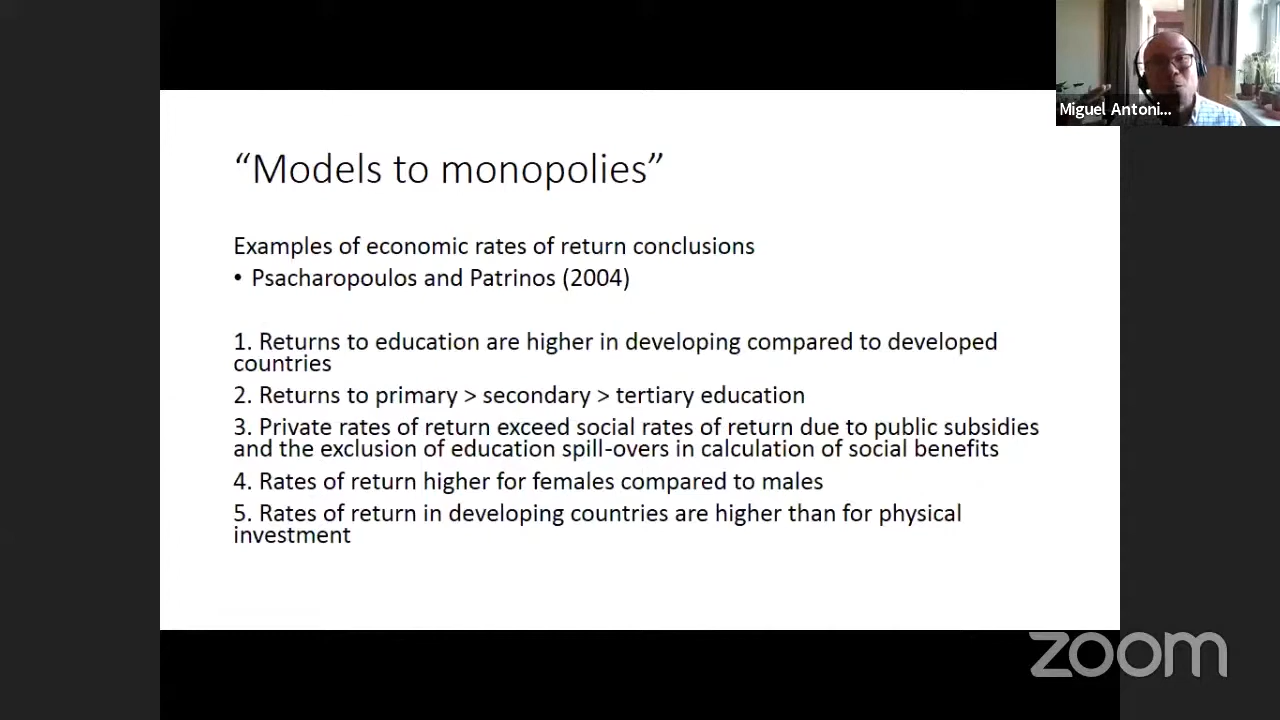 Miguel Antoni...
“Models to monopolies”
Examples of economic rates of return conclusions
• Psacharopoulos and Patrinos (2004)
1. Returns to education are higher in developing compared to developed
countries
2. Returns to primary > secondary > tertiary education
3. Private rates of return exceed social rates of return due to public subsidies
and the exclusion of education spill-overs in calculation of social benefits
4. Rates of return higher for females compared to males
5. Rates of return in developing countries are higher than for physical
investment
zoom